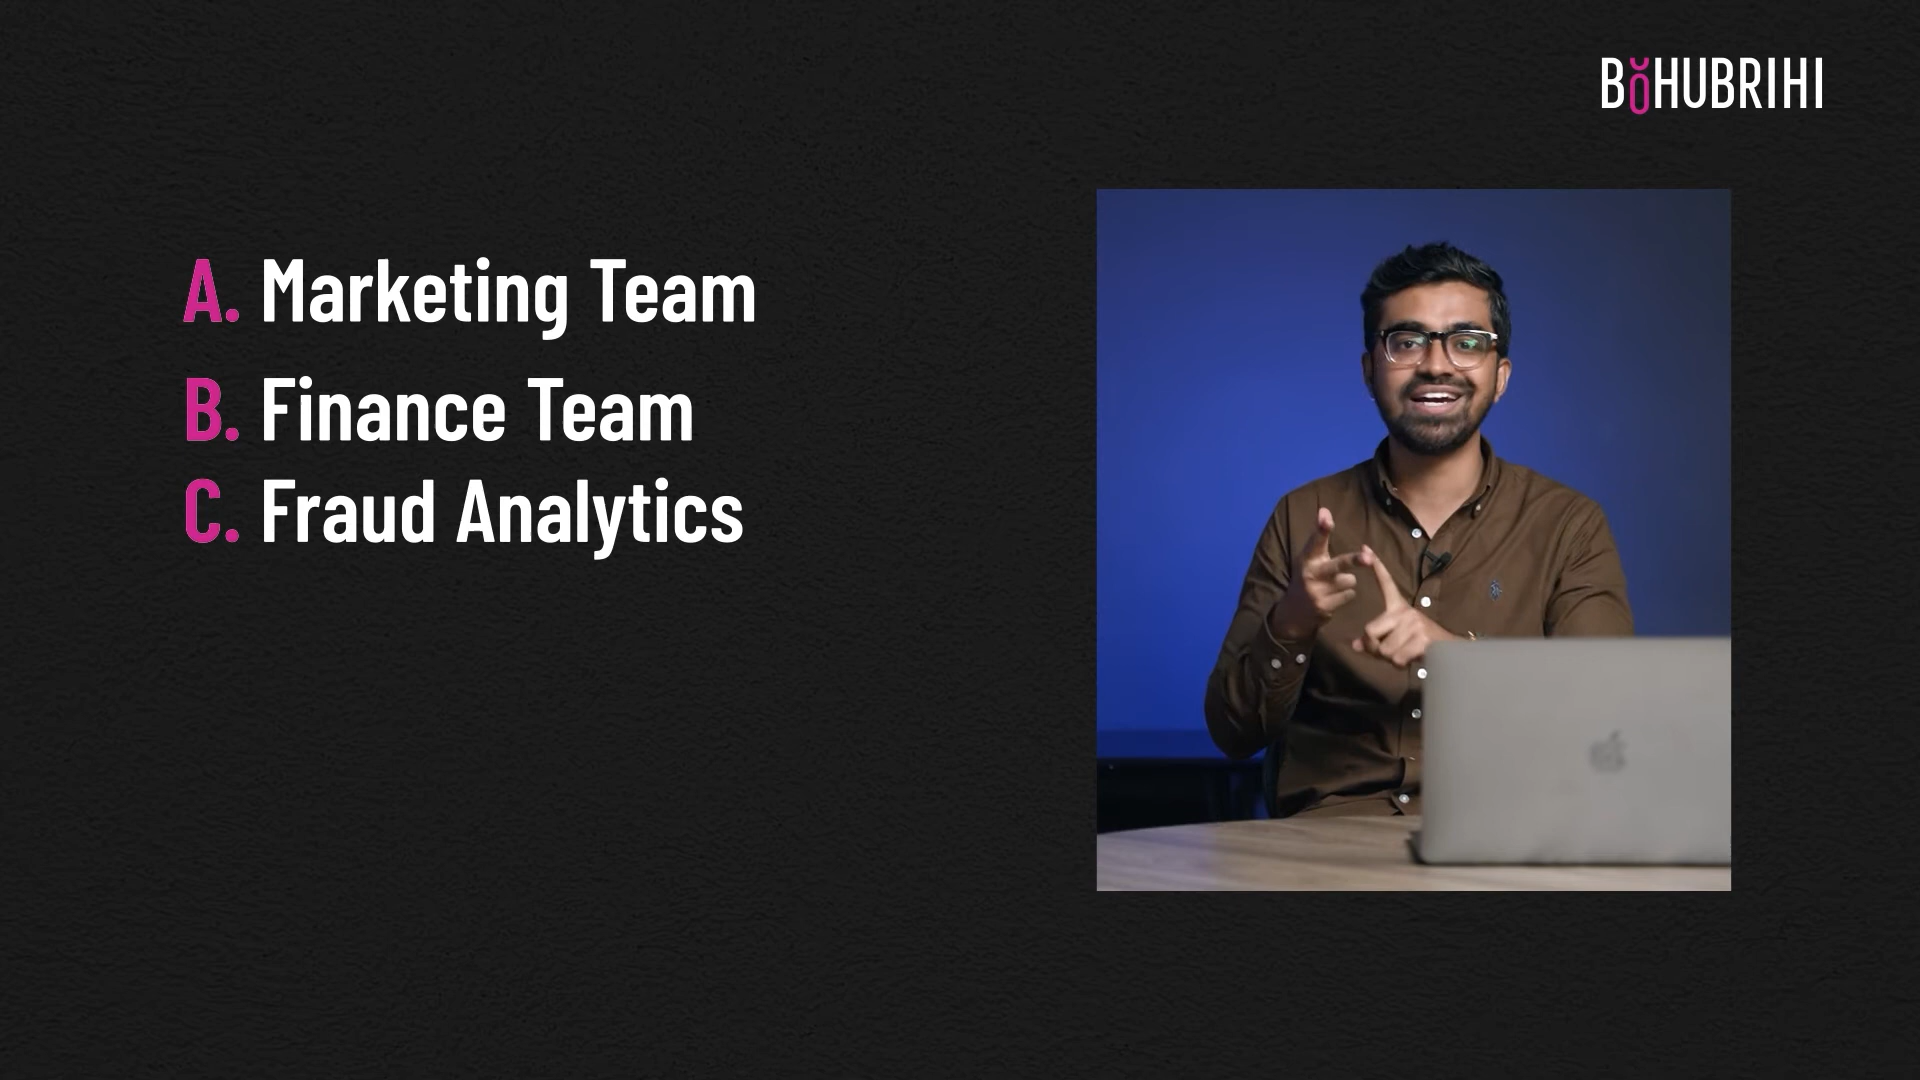 BOHUBRIHI
A. Marketing Team
B. Finance Team
C. Fraud Analytics